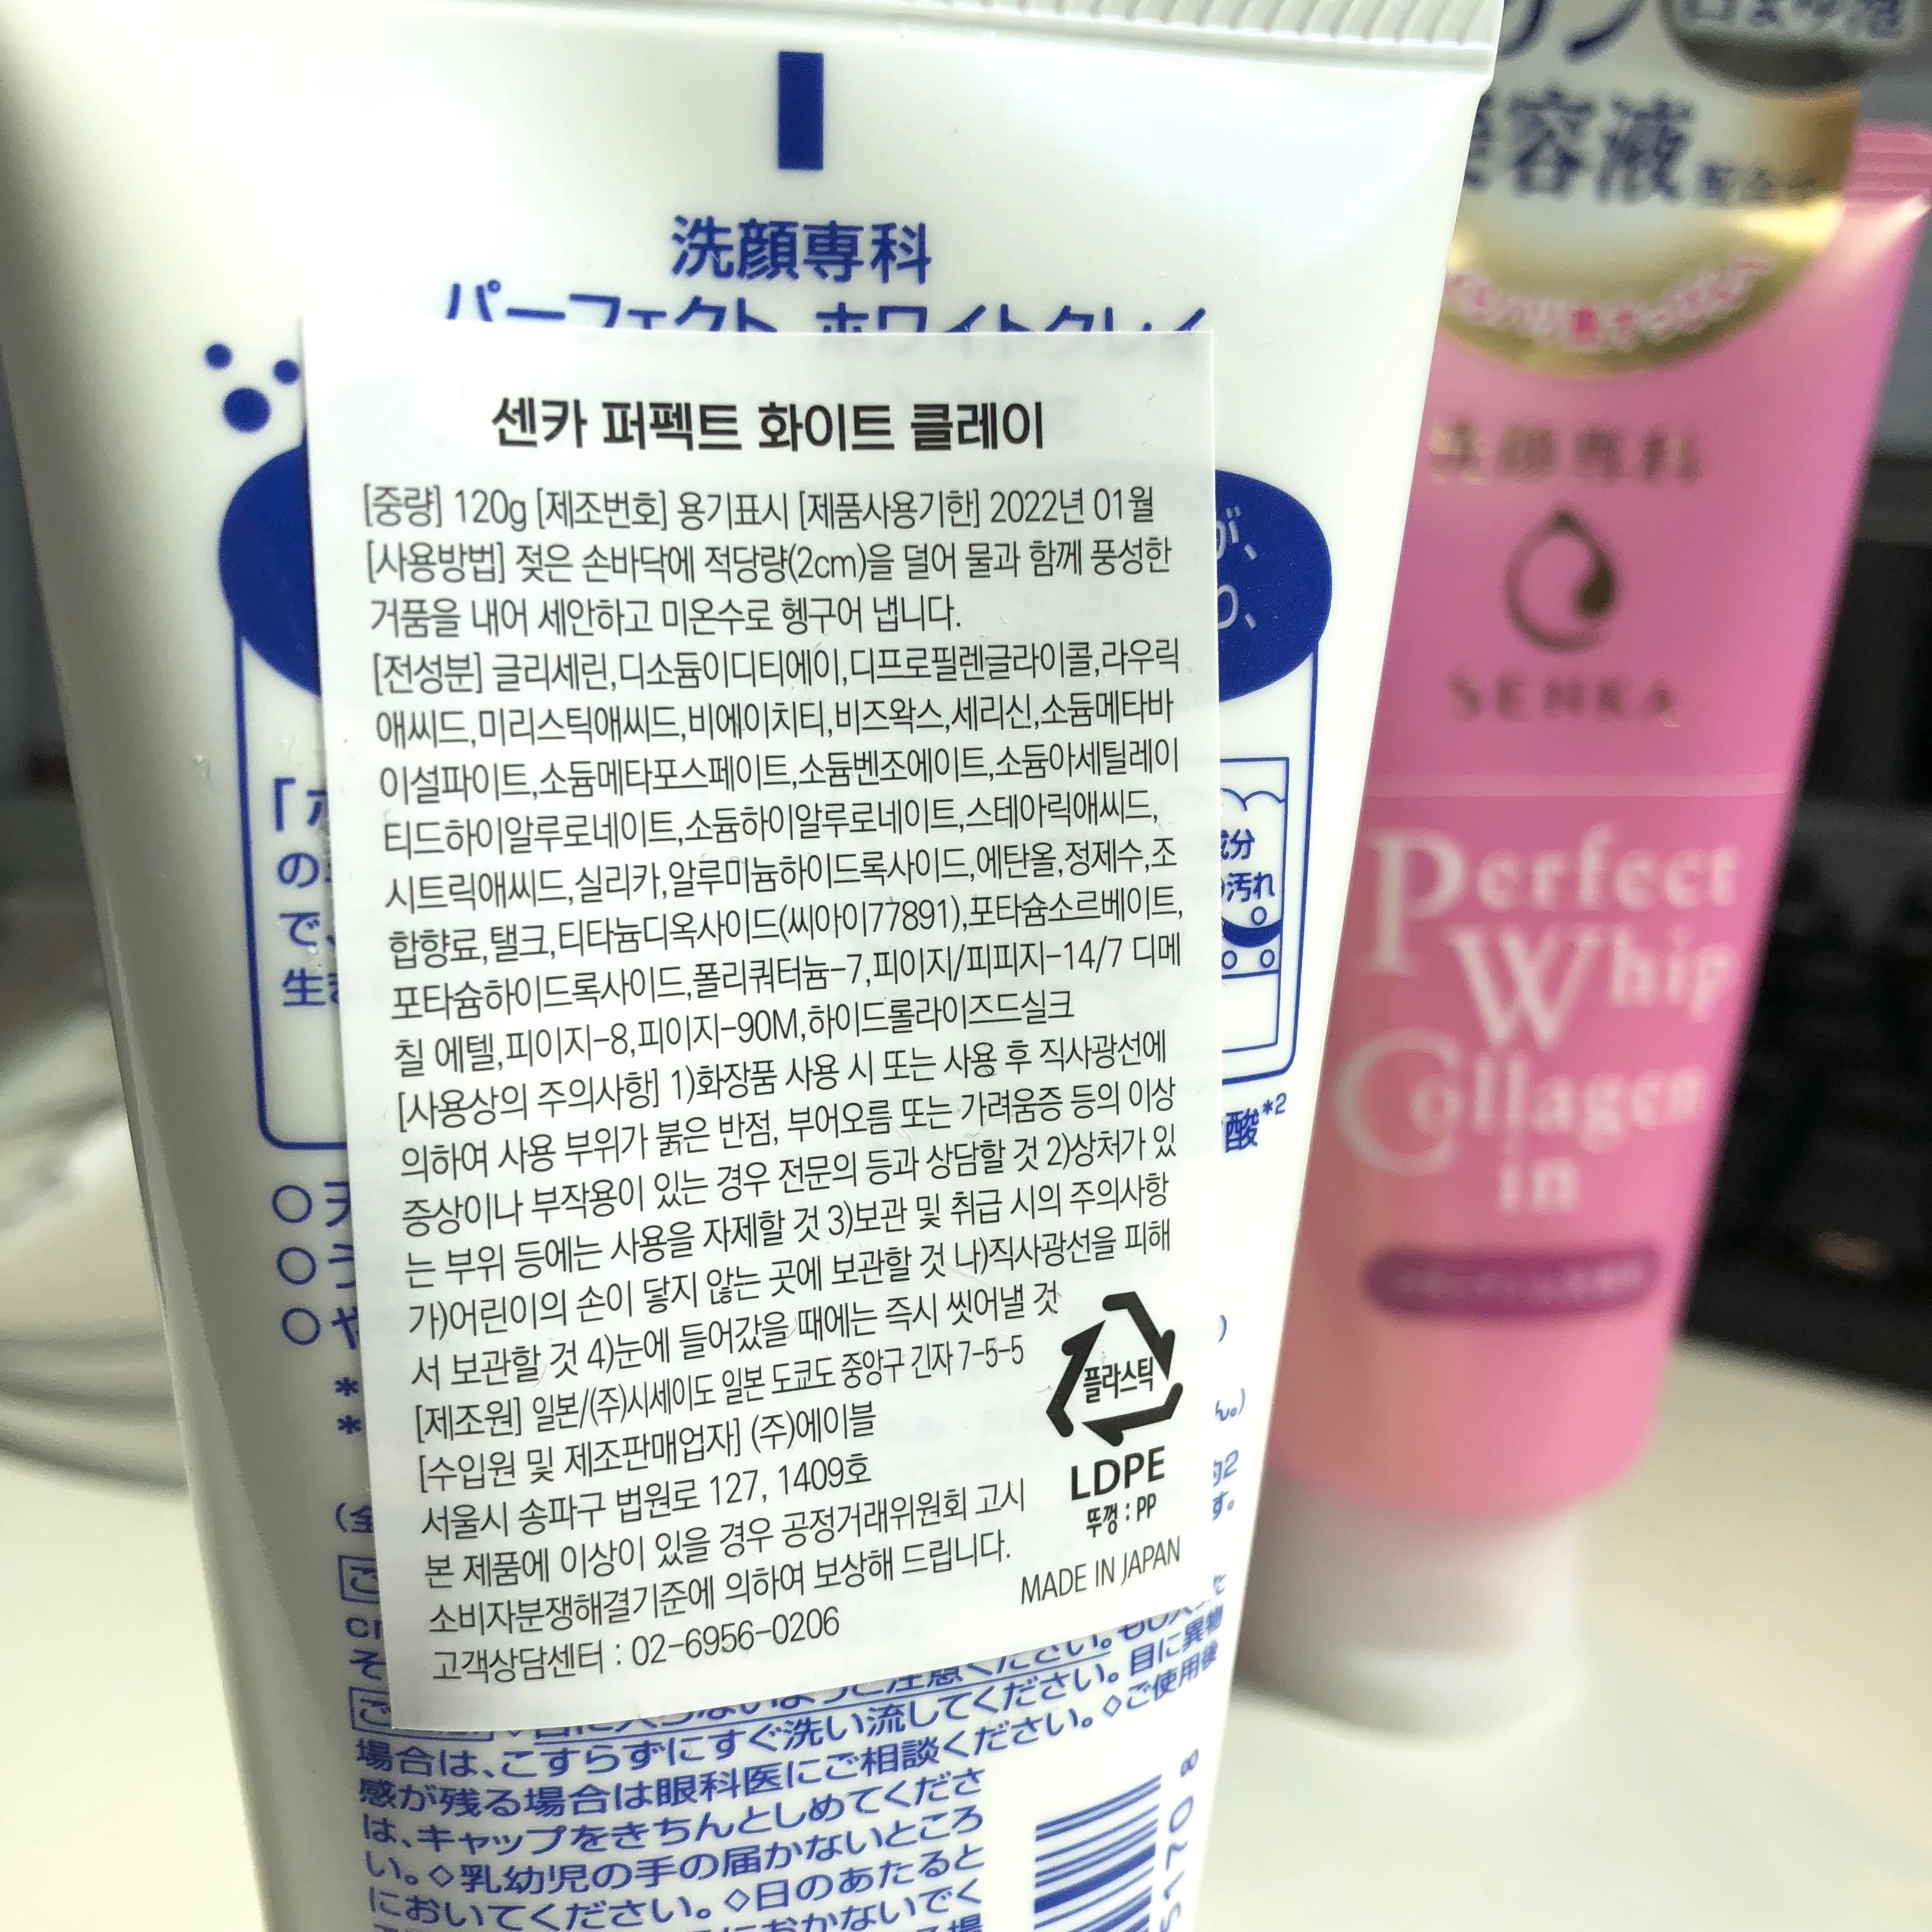 洗顔専科
パーフェクト ホワイトクレイ
센카 퍼펙트 화이트 클레이
[중량] 120g [제조번호] 용기표시 [제품사용기한] 2022년 01월
[사용방법] 젖은 손바닥에 적당량(2cm)을 덜어 물과 함께 풍성한
거품을 내어 세안하고 미온수로 헹구어 냅니다.
[전성분] 글리세린,디소듐이디티에이,디프로필렌글라이콜,라우릭
애씨드,미리스틱애씨드,비에이치티,비즈왁스,세리신,소듐메타바
이설파이트,소듐메타포스페이트,소듐벤조에이트,소듐아세틸레이
티드하이알루로네이트,소듐하이알루로네이트,스테아릭애씨드,
시트릭애씨드,실리카,알루미늄하이드록사이드,에탄올,정제수,조
합향료,탤크,티타늄디옥사이드(씨아이77891),포타슘소르베이트,
포타슘하이드록사이드,폴리쿼터늄-7,피이지/피피지-14/7 디메
칠 에텔,피이지-8,피이지-90M,하이드롤라이즈드실크
[사용상의 주의사항] 1)화장품 사용 시 또는 사용 후 직사광선에
의하여 사용 부위가 붉은 반점, 부어오름 또는 가려움증 등의 이상
증상이나 부작용이 있는 경우 전문의 등과 상담할 것 2)상처가 있
는 부위 등에는 사용을 자제할 것 3)보관 및 취급 시의 주의사항
가)어린이의 손이 닿지 않는 곳에 보관할 것 나)직사광선을 피해
서 보관할 것 4)눈에 들어갔을 때에는 즉시 씻어낼 것
[제조원] 일본/(주)시세이도 일본 도쿄도 중앙구 긴자 7-5-5
[수입원 및 제조판매업자] (주)에이블
서울시 송파구 법원로 127, 1409호
본 제품에 이상이 있을 경우 공정거래위원회 고시
소비자분쟁해결기준에 의하여 보상해 드립니다.
고객상담센터 : 02-6956-0206
플라스틱
LDPE
뚜껑 : PP
MADE IN JAPAN
が、
成分
汚れ
酸*2
の
で、
生
場合は、こすらずにすぐ洗い流してください。目に異物
感が残る場合は眼科医にご相談ください。◇ご使用後
は、キャップをきちんとしめてくださ
い。◇乳幼児の手の届かないところ
においてください。◇日のあたると
におかないでく
容液
洗顔専科
SENKA
Perfect
Whip
Collagen
in